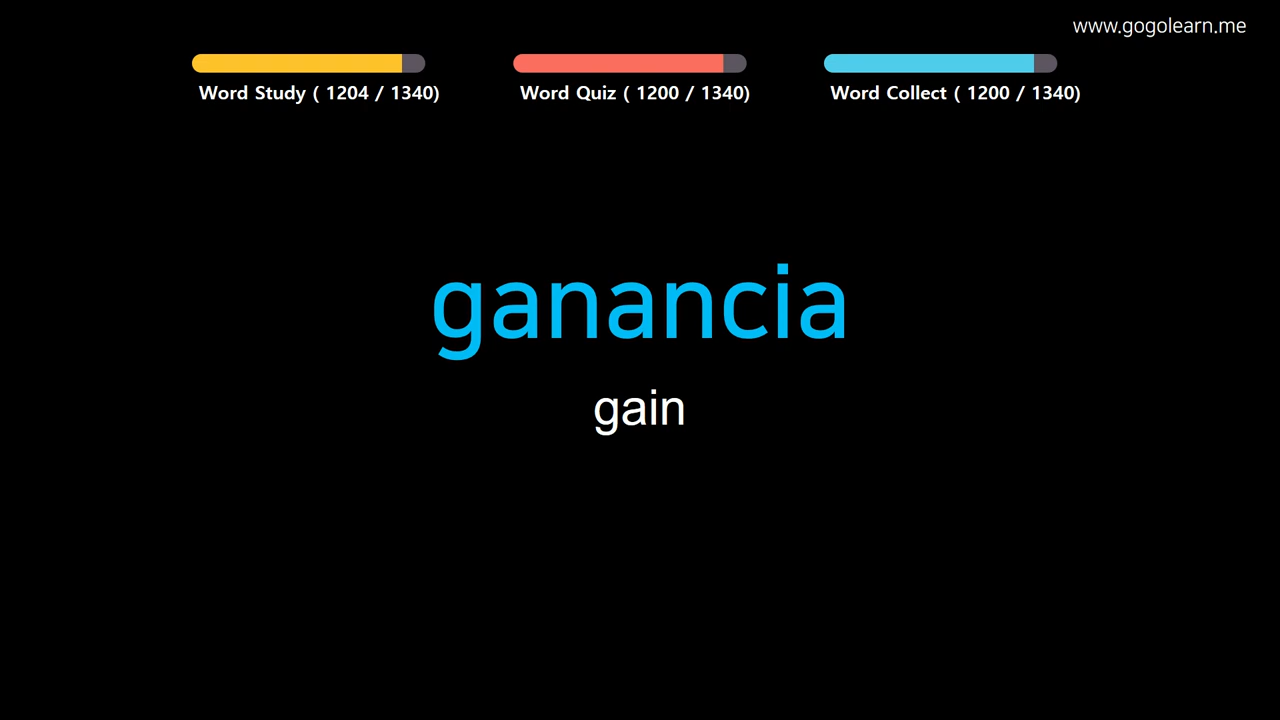 www.gogolearn.me
Word Study ( 1204 / 1340)
Word Quiz ( 1200 / 1340)
Word Collect ( 1200 / 1340)
ganancia
gain